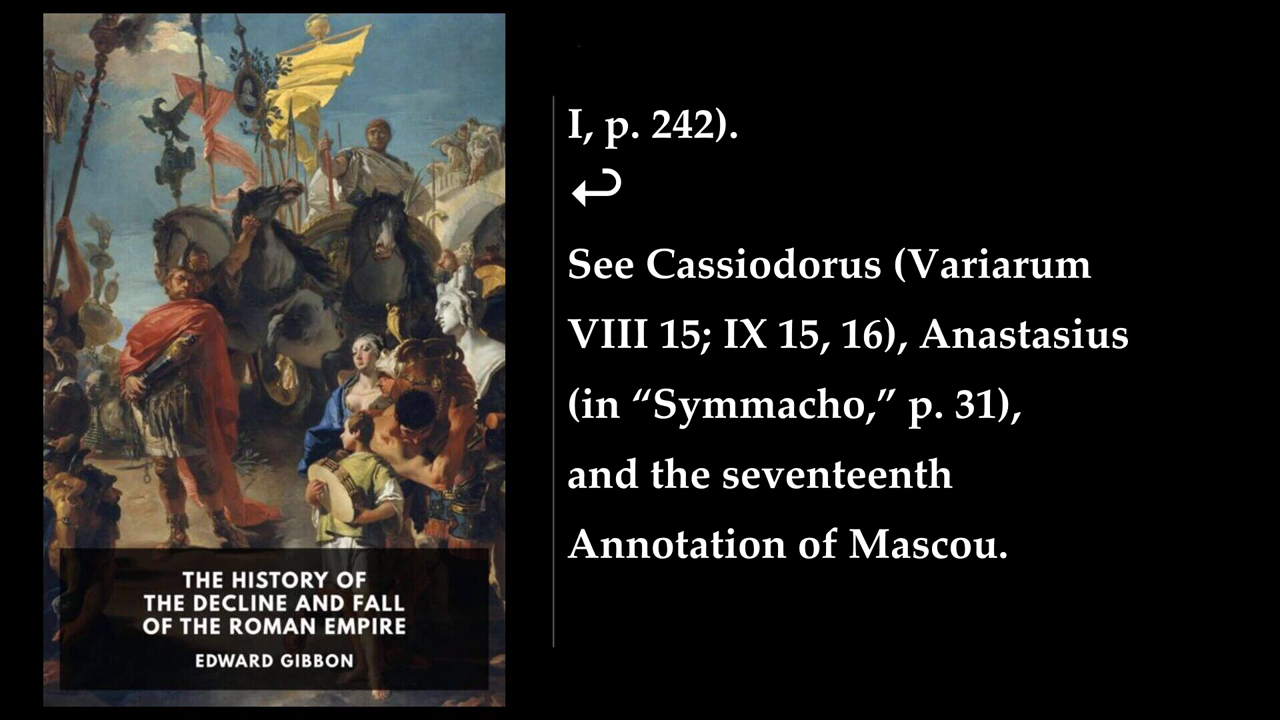 THE HISTORY OF
THE DECLINE AND FALL
OF THE ROMAN EMPIRE
EDWARD GIBBON
I, p. 242).
↩
See Cassiodorus (Variarum
VIII 15; IX 15, 16), Anastasius
(in “Symmacho,” p. 31),
and the seventeenth
Annotation of Mascou.